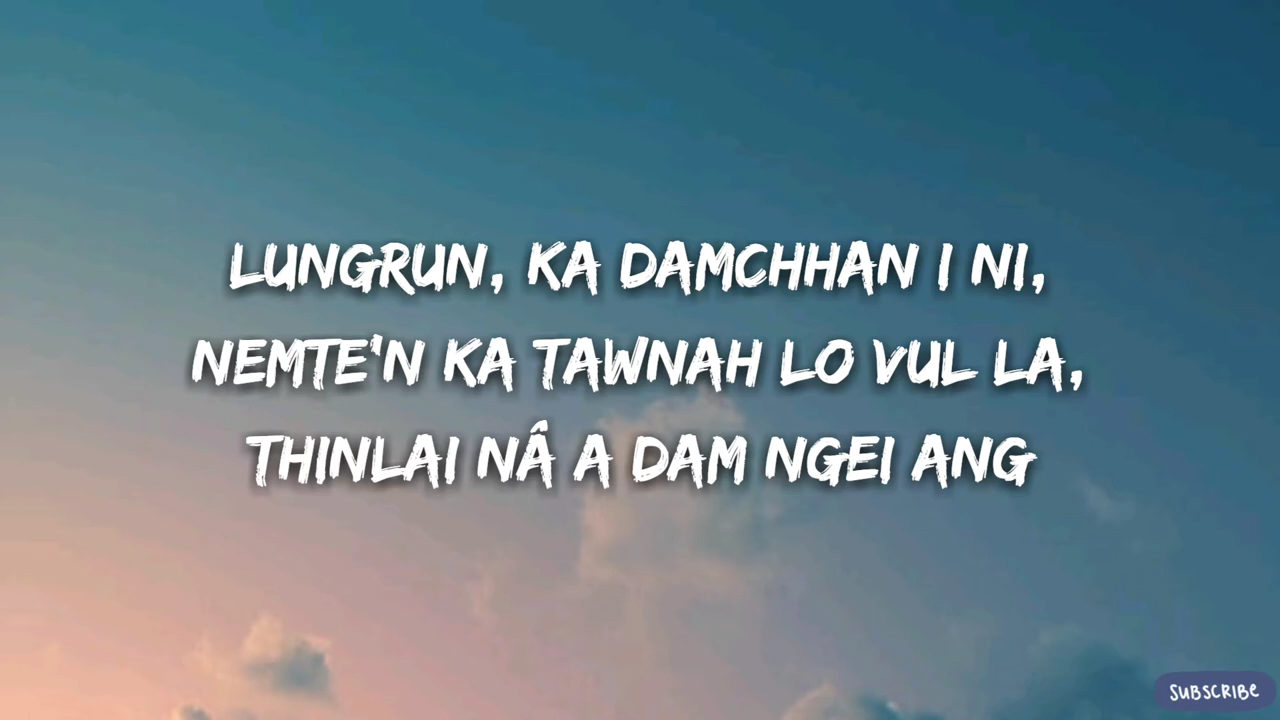 LUNGRUN, KA DAMCHHAN I NI,
NEMTE'N KA TAWNAH LO VUL LA,
THINLAI NÂ A DAM NGEI ANG
SUBSCRIBE